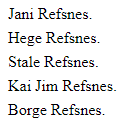 Jani Refsnes.
Hege Refsnes.
Stale Refsnes.
Kai Jim Refsnes.
Borge Refsnes.